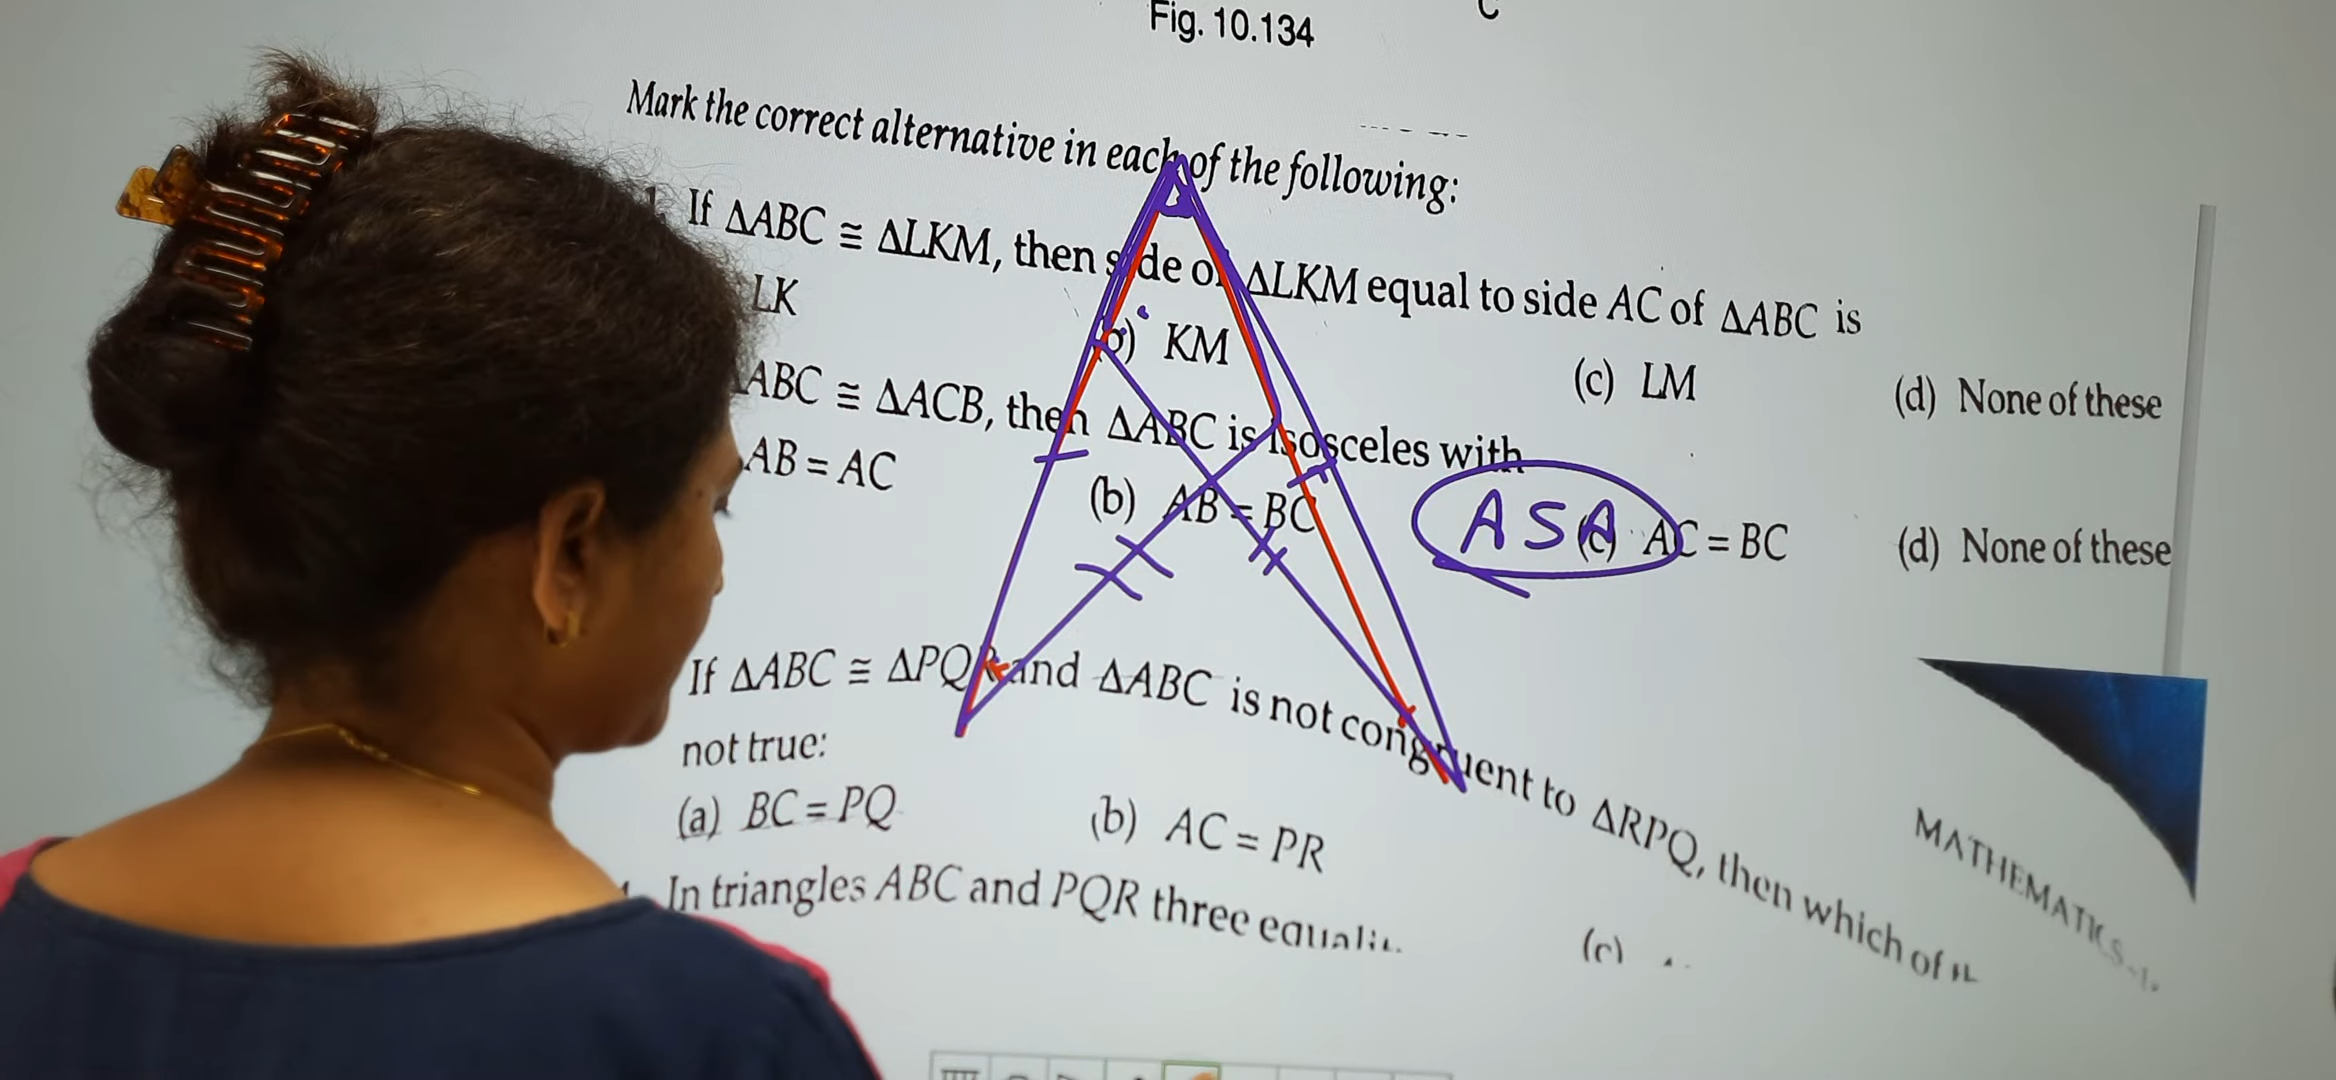 Fig. 10.134
C
Mark the correct alternative in each of the following:
If ΔABC ≅ ΔLKM, then side of ΔLKM equal to side AC of ΔABC is
LK
(b) KM
(c) LM
(d) None of these
ABC ≅ ΔACB, then ΔABC is isosceles with
AB = AC
(b) AB = BC
(c) AC = BC
(d) None of these
ASA
If ΔABC ≅ ΔPQR and ΔABC is not congruent to ΔRPQ, then which of
not true:
(a) BC = PQ
(b) AC = PR
(c)
In triangles ABC and PQR three
MATHEMATICS